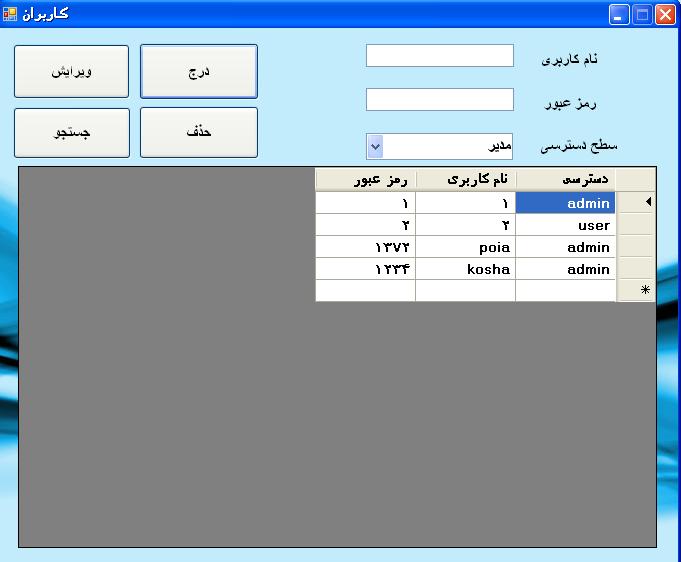 کاربران
نام کاربری
درج
ویرایش
رمز عبور
حذف
جستجو
سطح دسترسی
مدیر
دسترسی نام کاربری رمز عبور
admin ۱ ۱
user ۲ ۲
admin poia ۱۳۷۲
admin kosha ۱۲۳۴